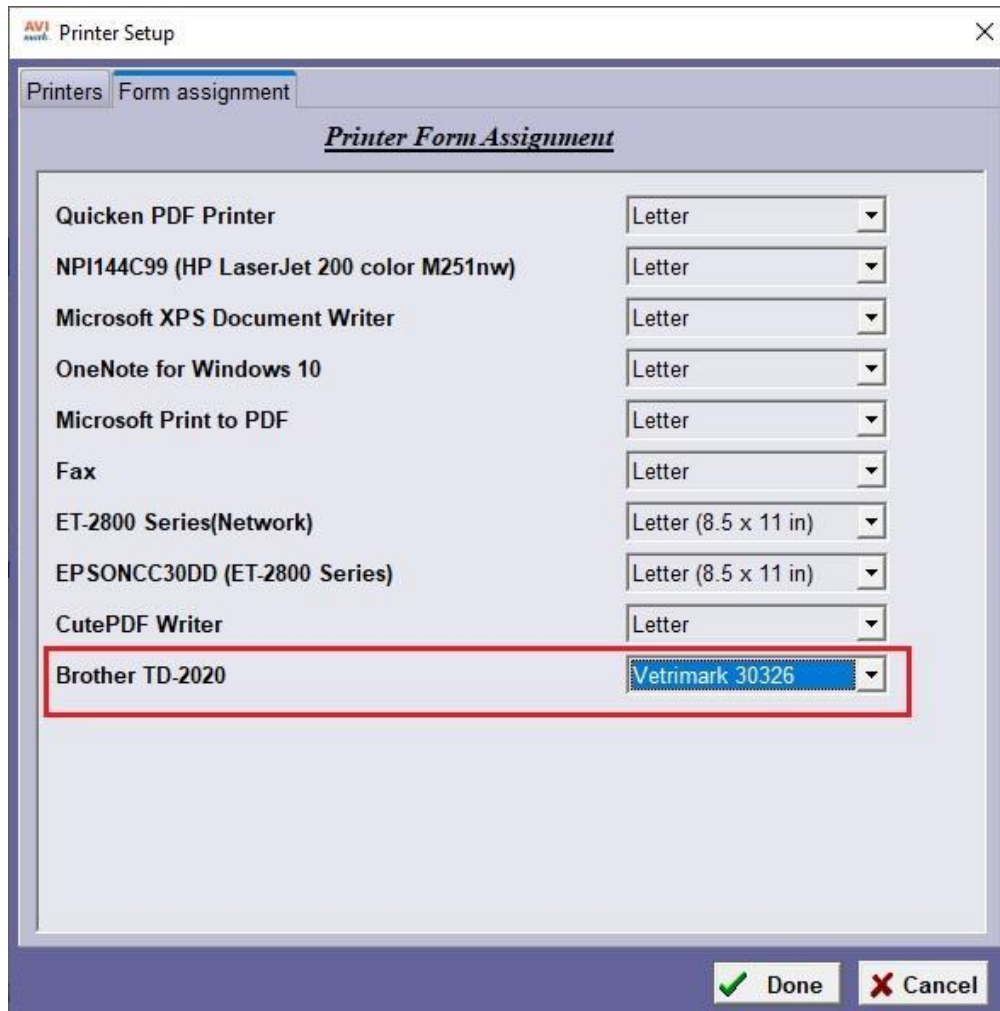 AVI mark Printer Setup
Printers Form assignment
Printer Form Assignment
Quicken PDF Printer Letter
NPI144C99 (HP LaserJet 200 color M251nw) Letter
Microsoft XPS Document Writer Letter
OneNote for Windows 10 Letter
Microsoft Print to PDF Letter
Fax Letter
ET-2800 Series(Network) Letter (8.5 x 11 in)
EPSONCC30DD (ET-2800 Series) Letter (8.5 x 11 in)
CutePDF Writer Letter
Brother TD-2020 Vetrimark 30326
Done Cancel